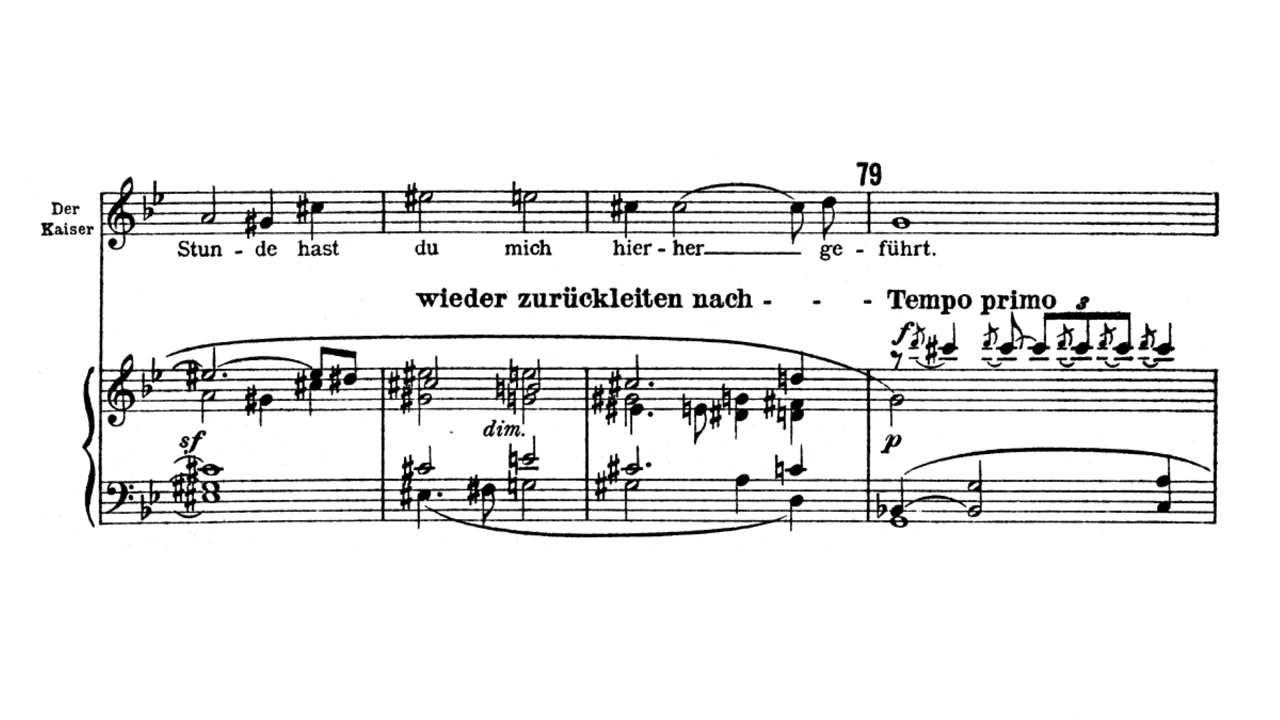 79
Der
Kaiser
Stun - de hast du mich hier - her ge - führt.
wieder zurückleiten nach - - - Tempo primo
3
f
sf
dim.
p